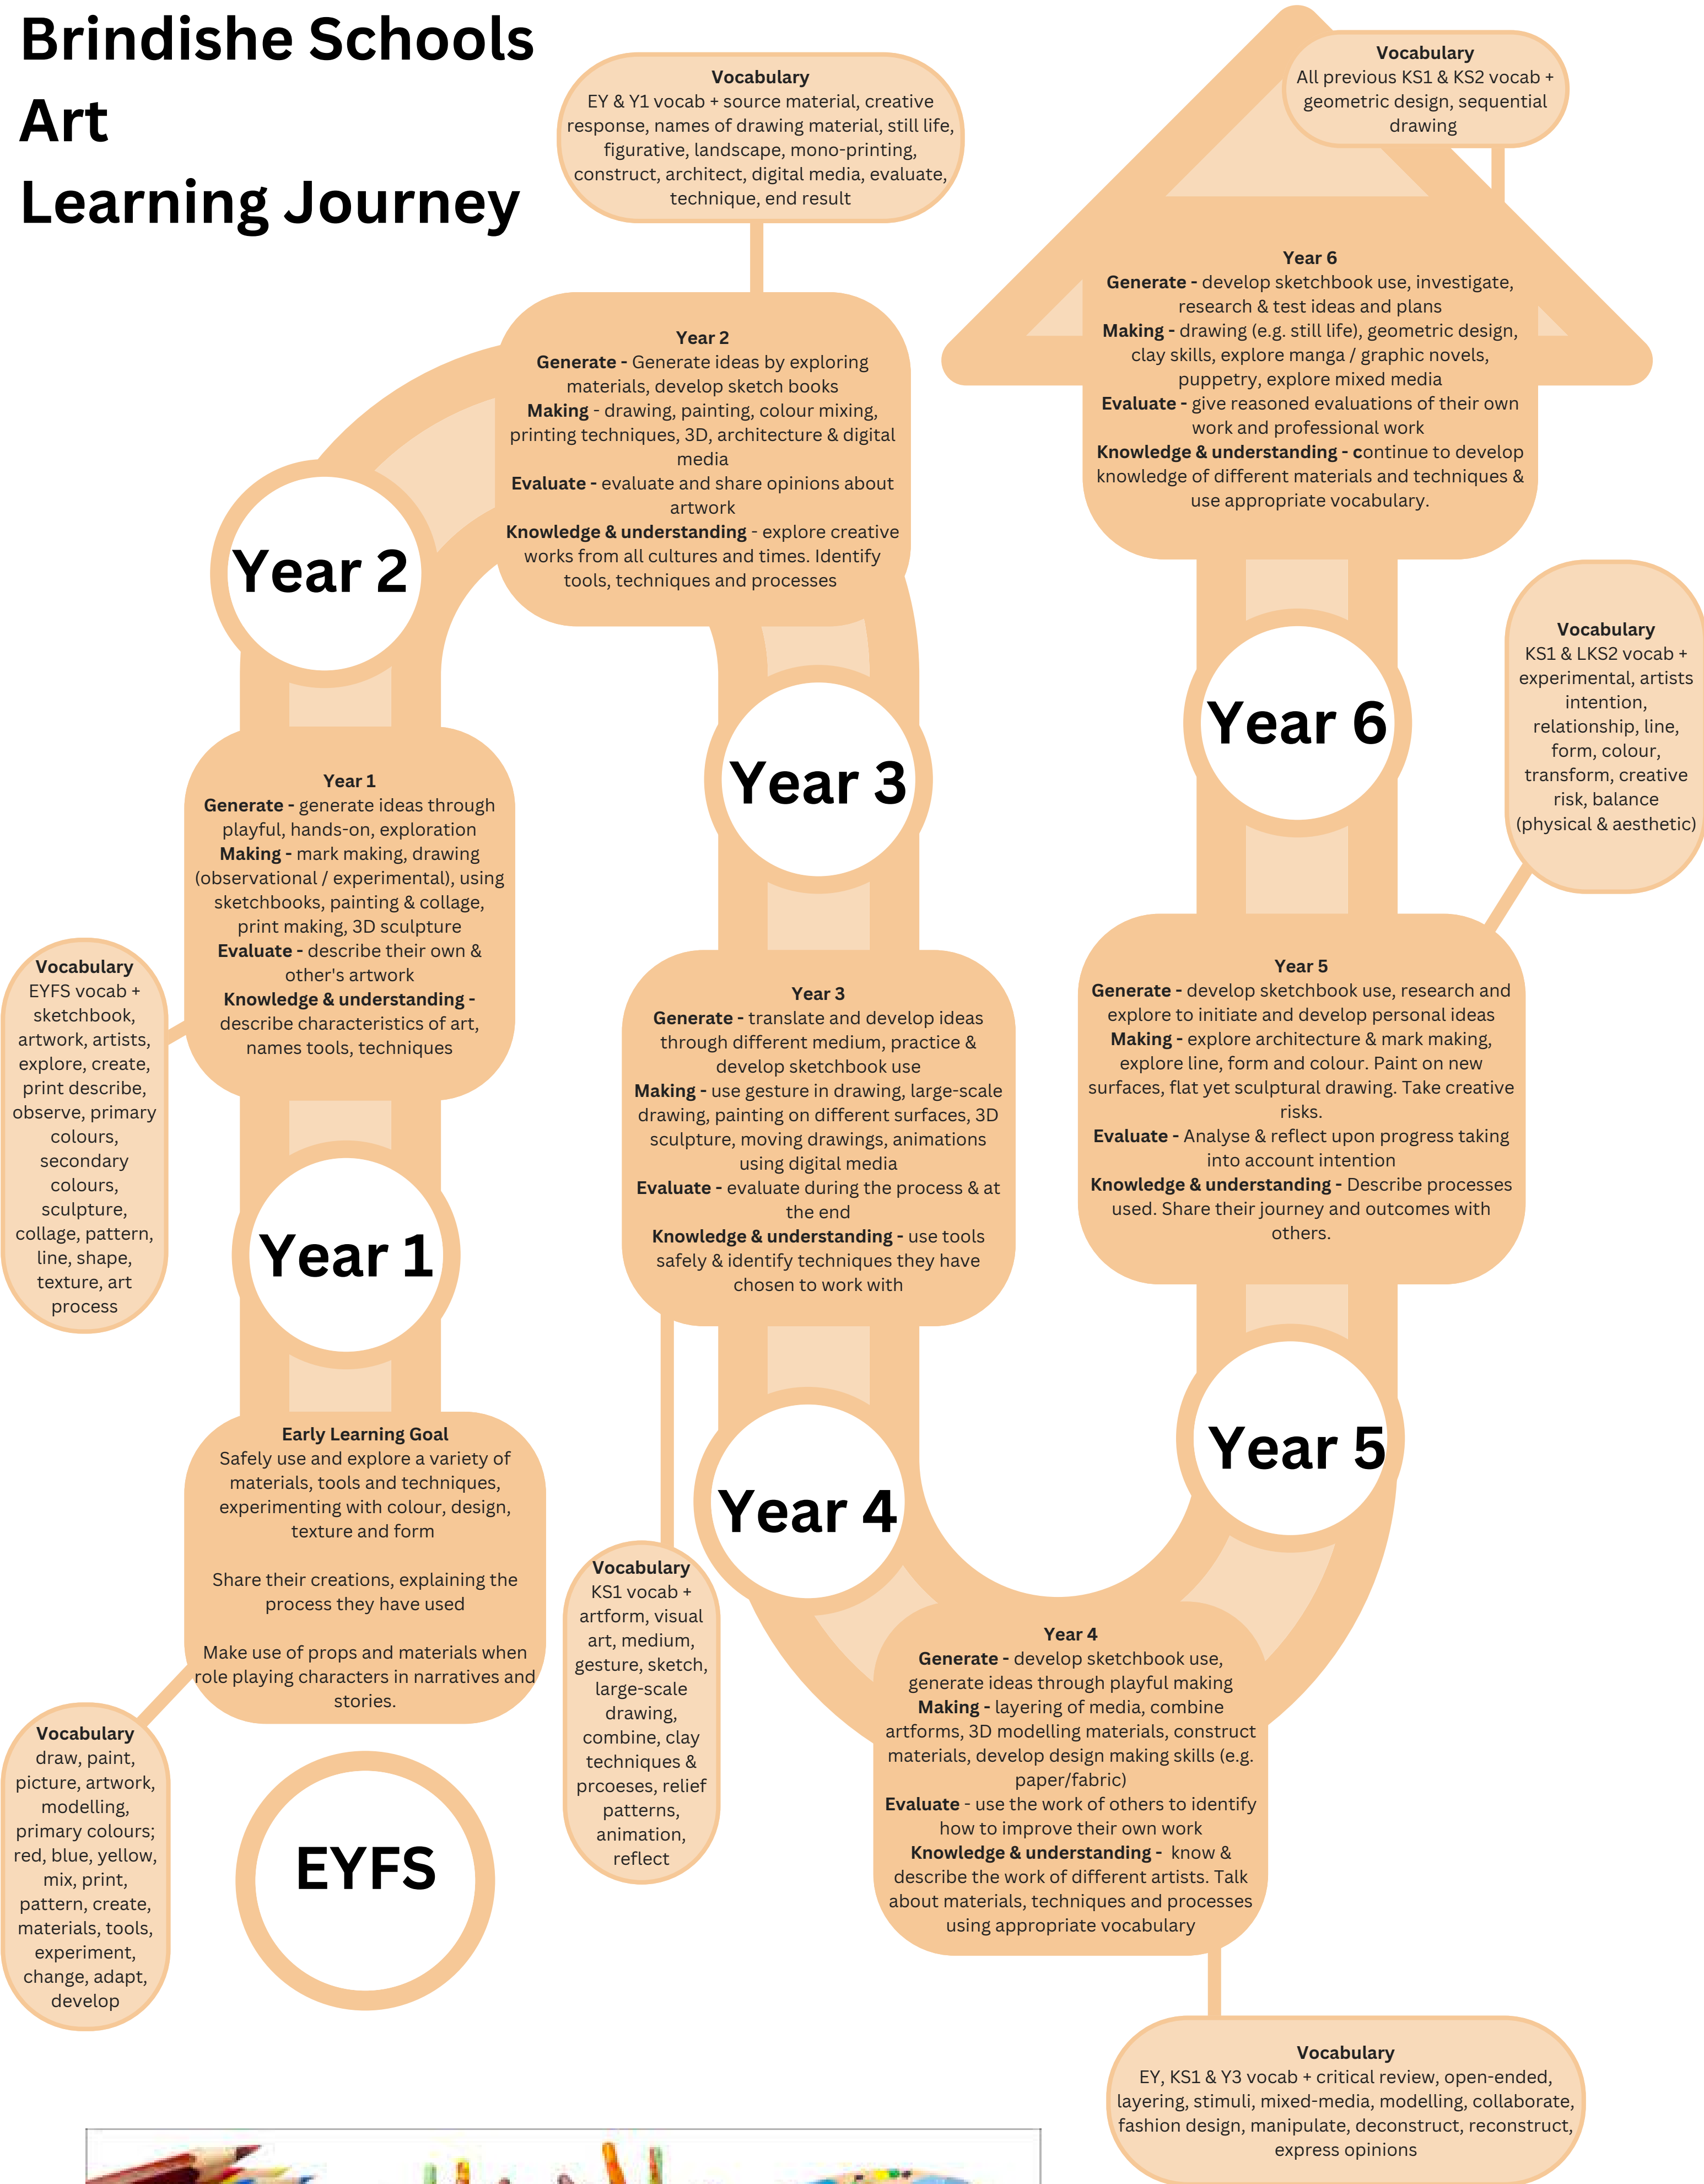 Brindishe Schools
Art
Learning Journey
Vocabulary
EY & Y1 vocab + source material, creative
response, names of drawing material, still life,
figurative, landscape, mono-printing,
construct, architect, digital media, evaluate,
technique, end result
Vocabulary
All previous KS1 & KS2 vocab +
geometric design, sequential
drawing
Year 6
Generate - develop sketchbook use, investigate,
research & test ideas and plans
Making - drawing (e.g. still life), geometric design,
clay skills, explore manga / graphic novels,
puppetry, explore mixed media
Evaluate - give reasoned evaluations of their own
work and professional work
Knowledge & understanding - continue to develop
knowledge of different materials and techniques &
use appropriate vocabulary.
Year 2
Generate - Generate ideas by exploring
materials, develop sketch books
Making - drawing, painting, colour mixing,
printing techniques, 3D, architecture & digital
media
Evaluate - evaluate and share opinions about
artwork
Knowledge & understanding - explore creative
works from all cultures and times. Identify
tools, techniques and processes
Year 2
Year 6
Vocabulary
KS1 & LKS2 vocab +
experimental, artists
intention,
relationship, line,
form, colour,
transform, creative
risk, balance
(physical & aesthetic)
Year 3
Year 1
Generate - generate ideas through
playful, hands-on, exploration
Making - mark making, drawing
(observational / experimental), using
sketchbooks, painting & collage,
print making, 3D sculpture
Evaluate - describe their own &
other's artwork
Knowledge & understanding -
describe characteristics of art,
names tools, techniques
Vocabulary
EYFS vocab +
sketchbook,
artwork, artists,
explore, create,
print describe,
observe, primary
colours,
secondary
colours,
sculpture,
collage, pattern,
line, shape,
texture, art
process
Year 3
Generate - translate and develop ideas
through different medium, practice &
develop sketchbook use
Making - use gesture in drawing, large-scale
drawing, painting on different surfaces, 3D
sculpture, moving drawings, animations
using digital media
Evaluate - evaluate during the process & at
the end
Knowledge & understanding - use tools
safely & identify techniques they have
chosen to work with
Year 5
Generate - develop sketchbook use, research and
explore to initiate and develop personal ideas
Making - explore architecture & mark making,
explore line, form and colour. Paint on new
surfaces, flat yet sculptural drawing. Take creative
risks.
Evaluate - Analyse & reflect upon progress taking
into account intention
Knowledge & understanding - Describe processes
used. Share their journey and outcomes with
others.
Year 1
Year 5
Year 4
Early Learning Goal
Safely use and explore a variety of
materials, tools and techniques,
experimenting with colour, design,
texture and form
Share their creations, explaining the
process they have used
Make use of props and materials when
role playing characters in narratives and
stories.
Vocabulary
KS1 vocab +
artform, visual
art, medium,
gesture, sketch,
large-scale
drawing,
combine, clay
techniques &
prcoeses, relief
patterns,
animation,
reflect
Year 4
Generate - develop sketchbook use,
generate ideas through playful making
Making - layering of media, combine
artforms, 3D modelling materials, construct
materials, develop design making skills (e.g.
paper/fabric)
Evaluate - use the work of others to identify
how to improve their own work
Knowledge & understanding - know &
describe the work of different artists. Talk
about materials, techniques and processes
using appropriate vocabulary
Vocabulary
draw, paint,
picture, artwork,
modelling,
primary colours;
red, blue, yellow,
mix, print,
pattern, create,
materials, tools,
experiment,
change, adapt,
develop
EYFS
Vocabulary
EY, KS1 & Y3 vocab + critical review, open-ended,
layering, stimuli, mixed-media, modelling, collaborate,
fashion design, manipulate, deconstruct, reconstruct,
express opinions